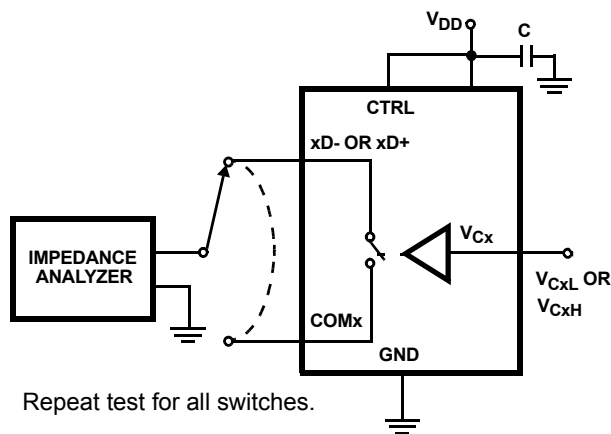 VDD
C
CTRL
xD- OR xD+
IMPEDANCE
ANALYZER
VCx
VCxL OR
VCxH
COMx
GND
Repeat test for all switches.